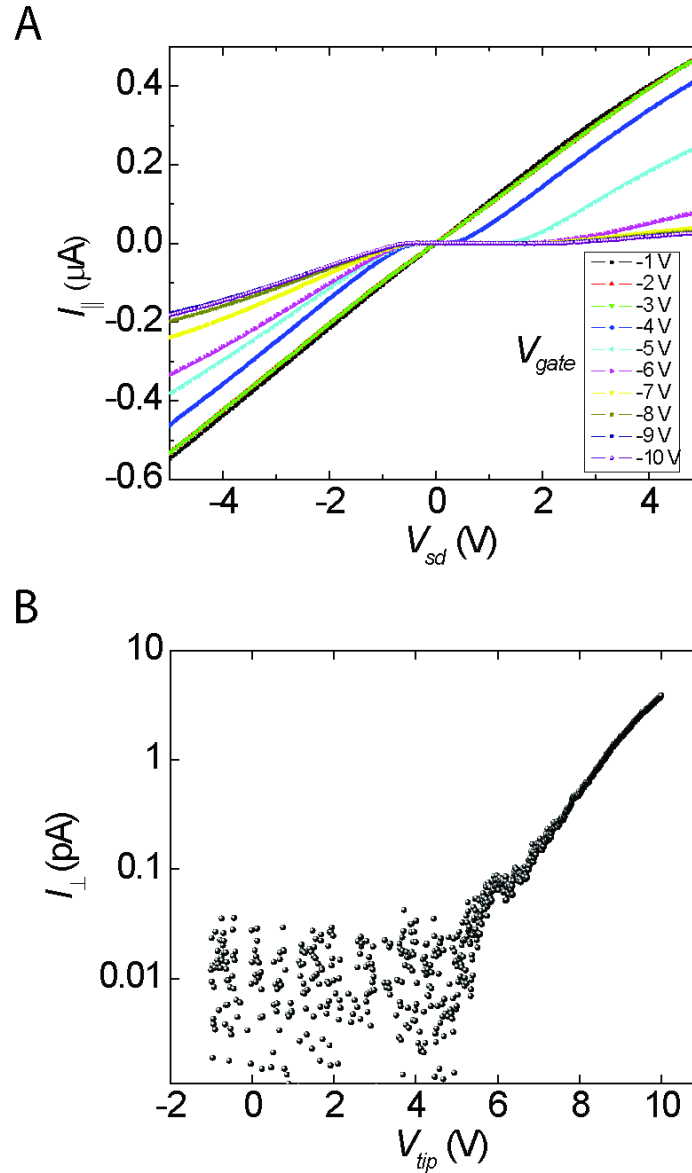 A
0.4
0.2
0.0
-0.2
-0.4
-0.6
I∥ (μA)
-4
-2
0
2
4
Vsd (V)
Vgate
-1 V
-2 V
-3 V
-4 V
-5 V
-6 V
-7 V
-8 V
-9 V
-10 V
B
10
1
0.1
0.01
I⊥ (pA)
-2
0
2
4
6
8
10
Vtip (V)